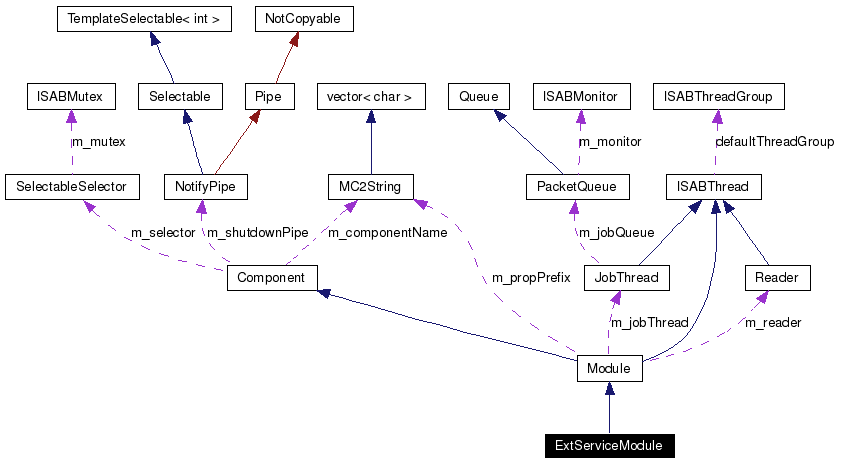 TemplateSelectable< int >
NotCopyable
ISABMutex
Selectable
Pipe
vector< char >
Queue
ISABMonitor
ISABThreadGroup
m_mutex
m_monitor
defaultThreadGroup
SelectableSelector
NotifyPipe
MC2String
PacketQueue
ISABThread
m_selector
m_shutdownPipe
m_componentName
m_jobQueue
Component
m_propPrefix
JobThread
Reader
m_jobThread
m_reader
Module
ExtServiceModule